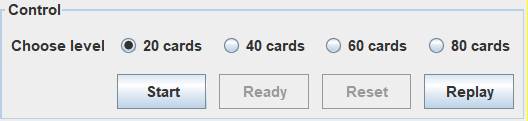 Control
Choose level 20 cards 40 cards 60 cards 80 cards
Start Ready Reset Replay